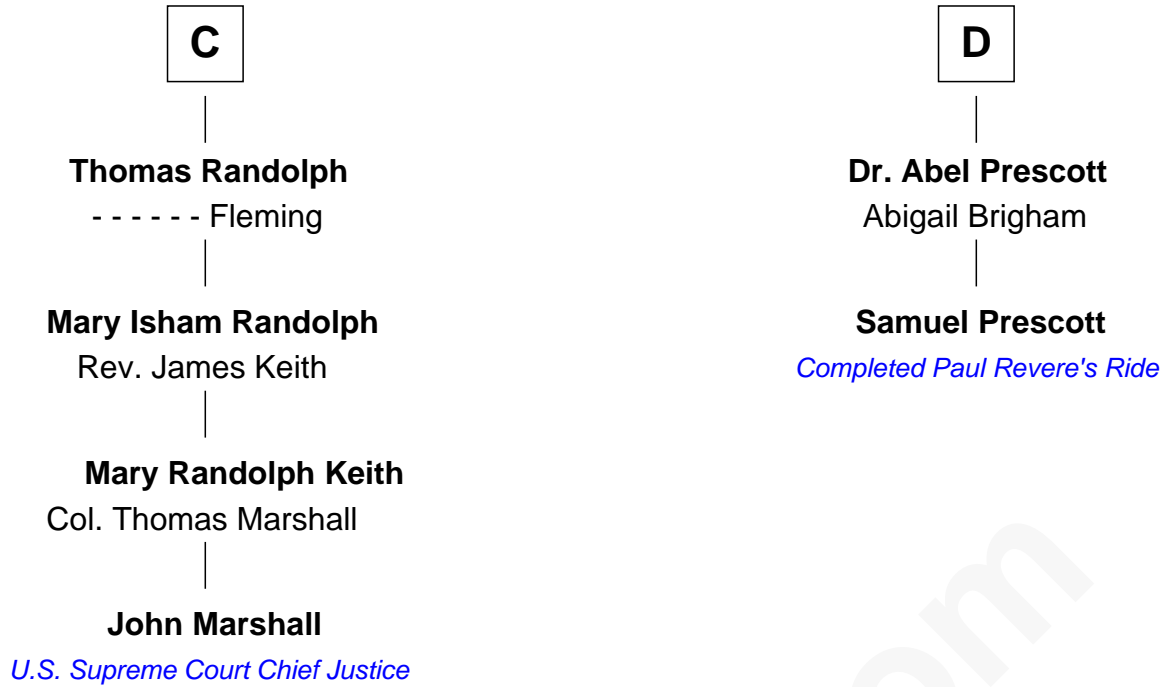 C
Thomas Randolph
- - - - - - Fleming
Mary Isham Randolph
Rev. James Keith
Mary Randolph Keith
Col. Thomas Marshall
John Marshall
U.S. Supreme Court Chief Justice
D
Dr. Abel Prescott
Abigail Brigham
Samuel Prescott
Completed Paul Revere's Ride
om